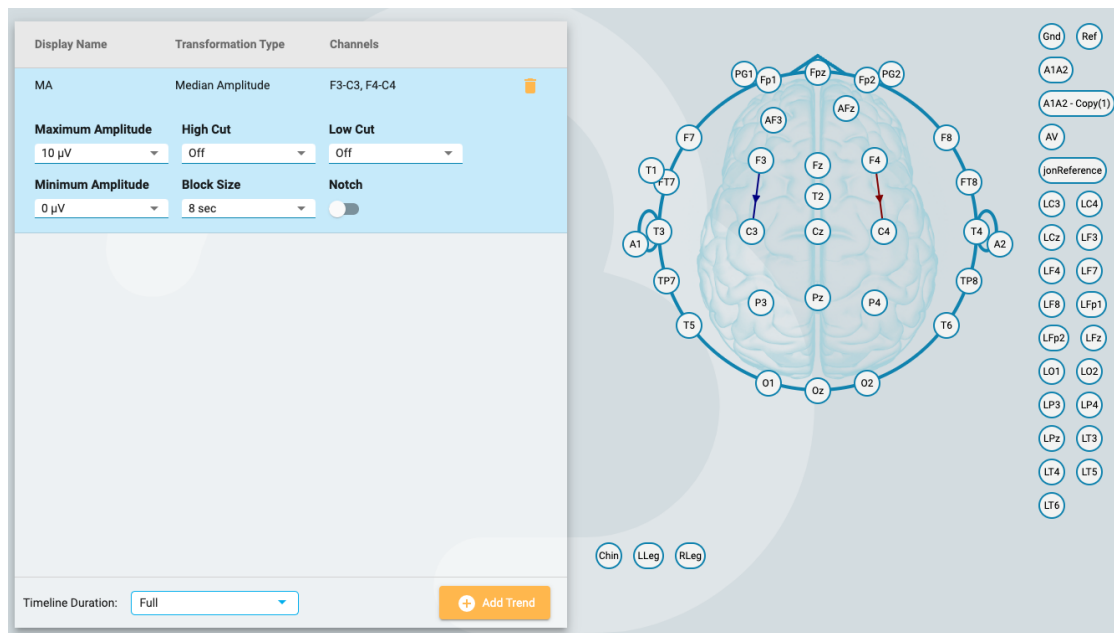 Display Name Transformation Type Channels
MA Median Amplitude F3-C3, F4-C4
Maximum Amplitude High Cut Low Cut
10 µV Off Off
Minimum Amplitude Block Size Notch
0 µV 8 sec
Timeline Duration: Full Add Trend
PG1 Fp1 Fpz Fp2 PG2
AF3 AFz
F7 F8
F3 Fz F4
T1 FT7 FT8
T2
A1 T3 C3 Cz C4 T4 A2
TP7 TP8
P3 Pz P4
T5 T6
O1 Oz O2
Chin LLeg RLeg
Gnd Ref
A1A2
A1A2 - Copy(1)
AV
jonReference
LC3 LC4
LCz LF3
LF4 LF7
LF8 LFp1
LFp2 LFz
LO1 LO2
LP3 LP4
LPz LT3
LT4 LT5
LT6